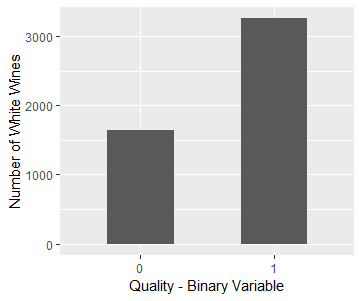 Number of White Wines
3000
2000
1000
0
0 1
Quality - Binary Variable